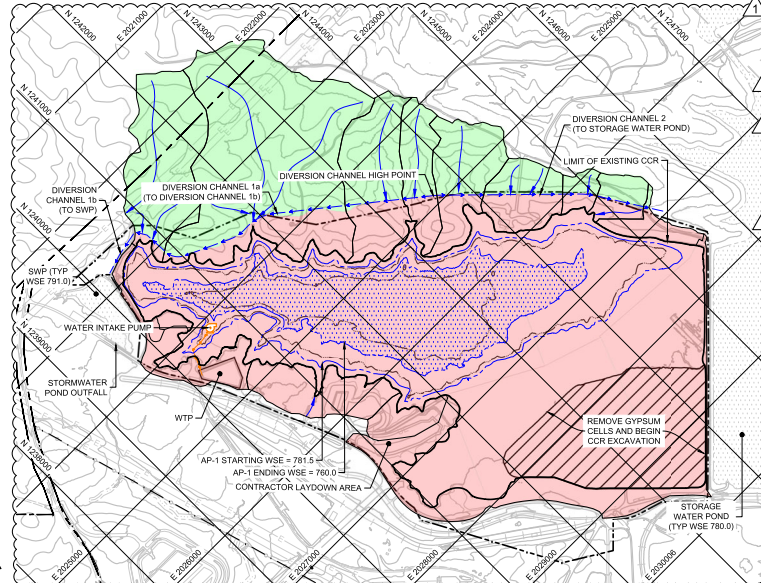 N 1242000
E 2021000
N 1243000
E 2022000
N 1244000
E 2023000
N 1245000
E 2024000
N 1246000
E 2025000
N 1247000
1
N 1241000
DIVERSION CHANNEL 2
(TO STORAGE WATER POND)
LIMIT OF EXISTING CCR
DIVERSION CHANNEL HIGH POINT
DIVERSION CHANNEL 1a
(TO DIVERSION CHANNEL 1b)
DIVERSION
CHANNEL 1b
(TO SWP)
N 1240000
SWP (TYP
WSE 791.0)
WATER INTAKE PUMP
N 1239000
STORMWATER
POND OUTFALL
WTP
REMOVE GYPSUM
CELLS AND BEGIN
CCR EXCAVATION
N 1238000
AP-1 STARTING WSE = 781.5
AP-1 ENDING WSE = 760.0
CONTRACTOR LAYDOWN AREA
STORAGE
WATER POND
(TYP WSE 780.0)
E 2025000
E 2026000
E 2027000
E 2028000
E 2029000